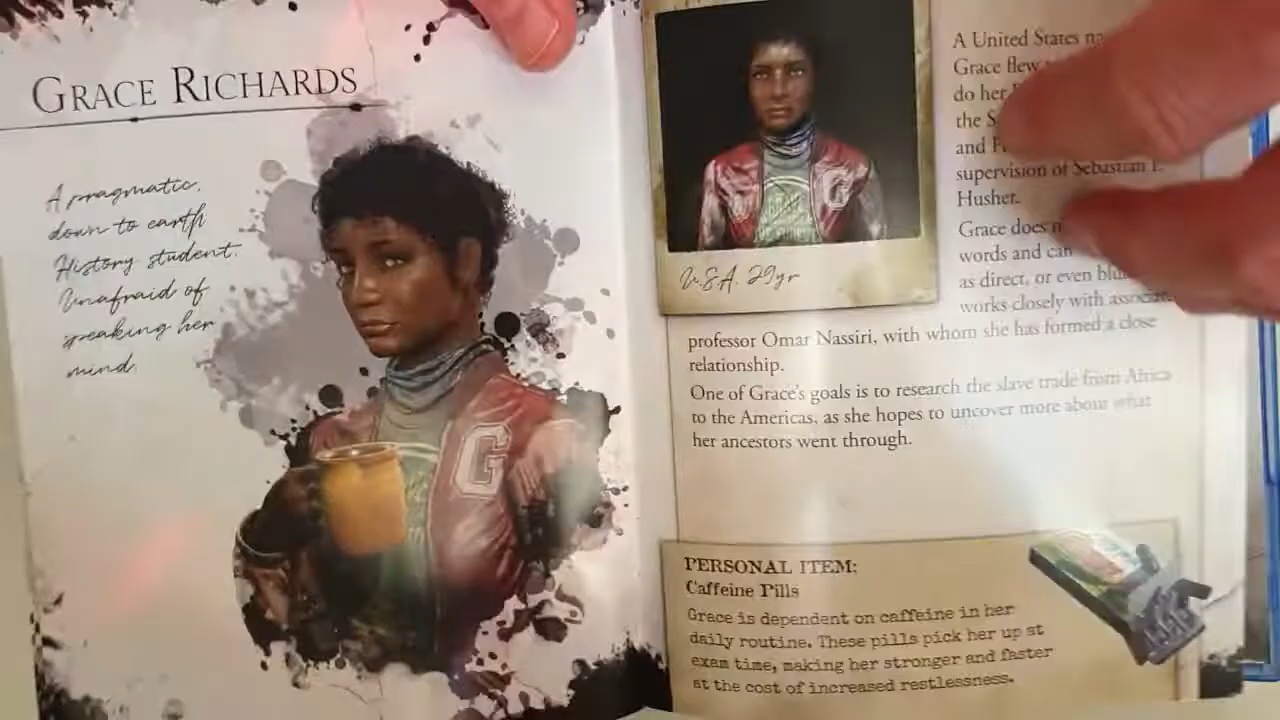 GRACE RICHARDS
A pragmatic,
down to earth
History student.
Unafraid of
speaking her
mind.
G
G
U.S.A. 29yr
A United States
Grace flew
do her
the
and
supervision of Sebastian L.
Husher.
Grace does
words and can
as direct, or even
works closely with associate
professor Omar Nassiri, with whom she has formed a close
relationship.
One of Grace's goals is to research the slave trade from Africa
to the Americas, as she hopes to uncover more about what
her ancestors went through.
PERSONAL ITEM:
Caffeine Pills
Grace is dependent on caffeine in her
daily routine. These pills pick her up at
exam time, making her stronger and faster
at the cost of increased restlessness.